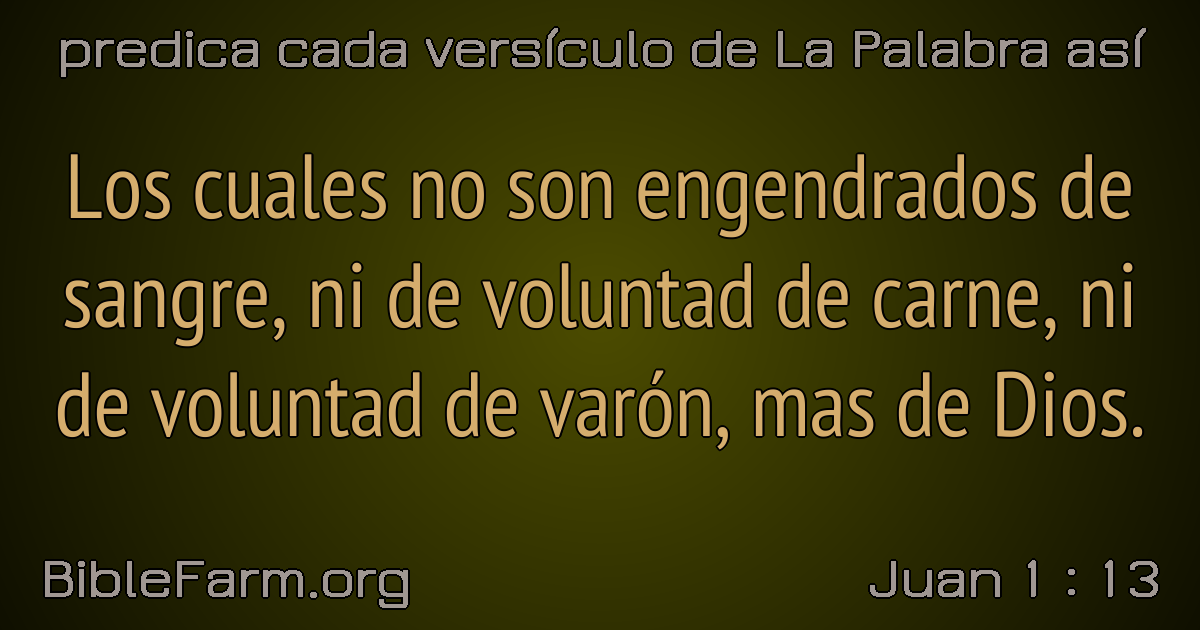 predica cada versículo de La Palabra así
Los cuales no son engendrados de
sangre, ni de voluntad de carne, ni
de voluntad de varón, mas de Dios.
BibleFarm.org
Juan 1 : 13